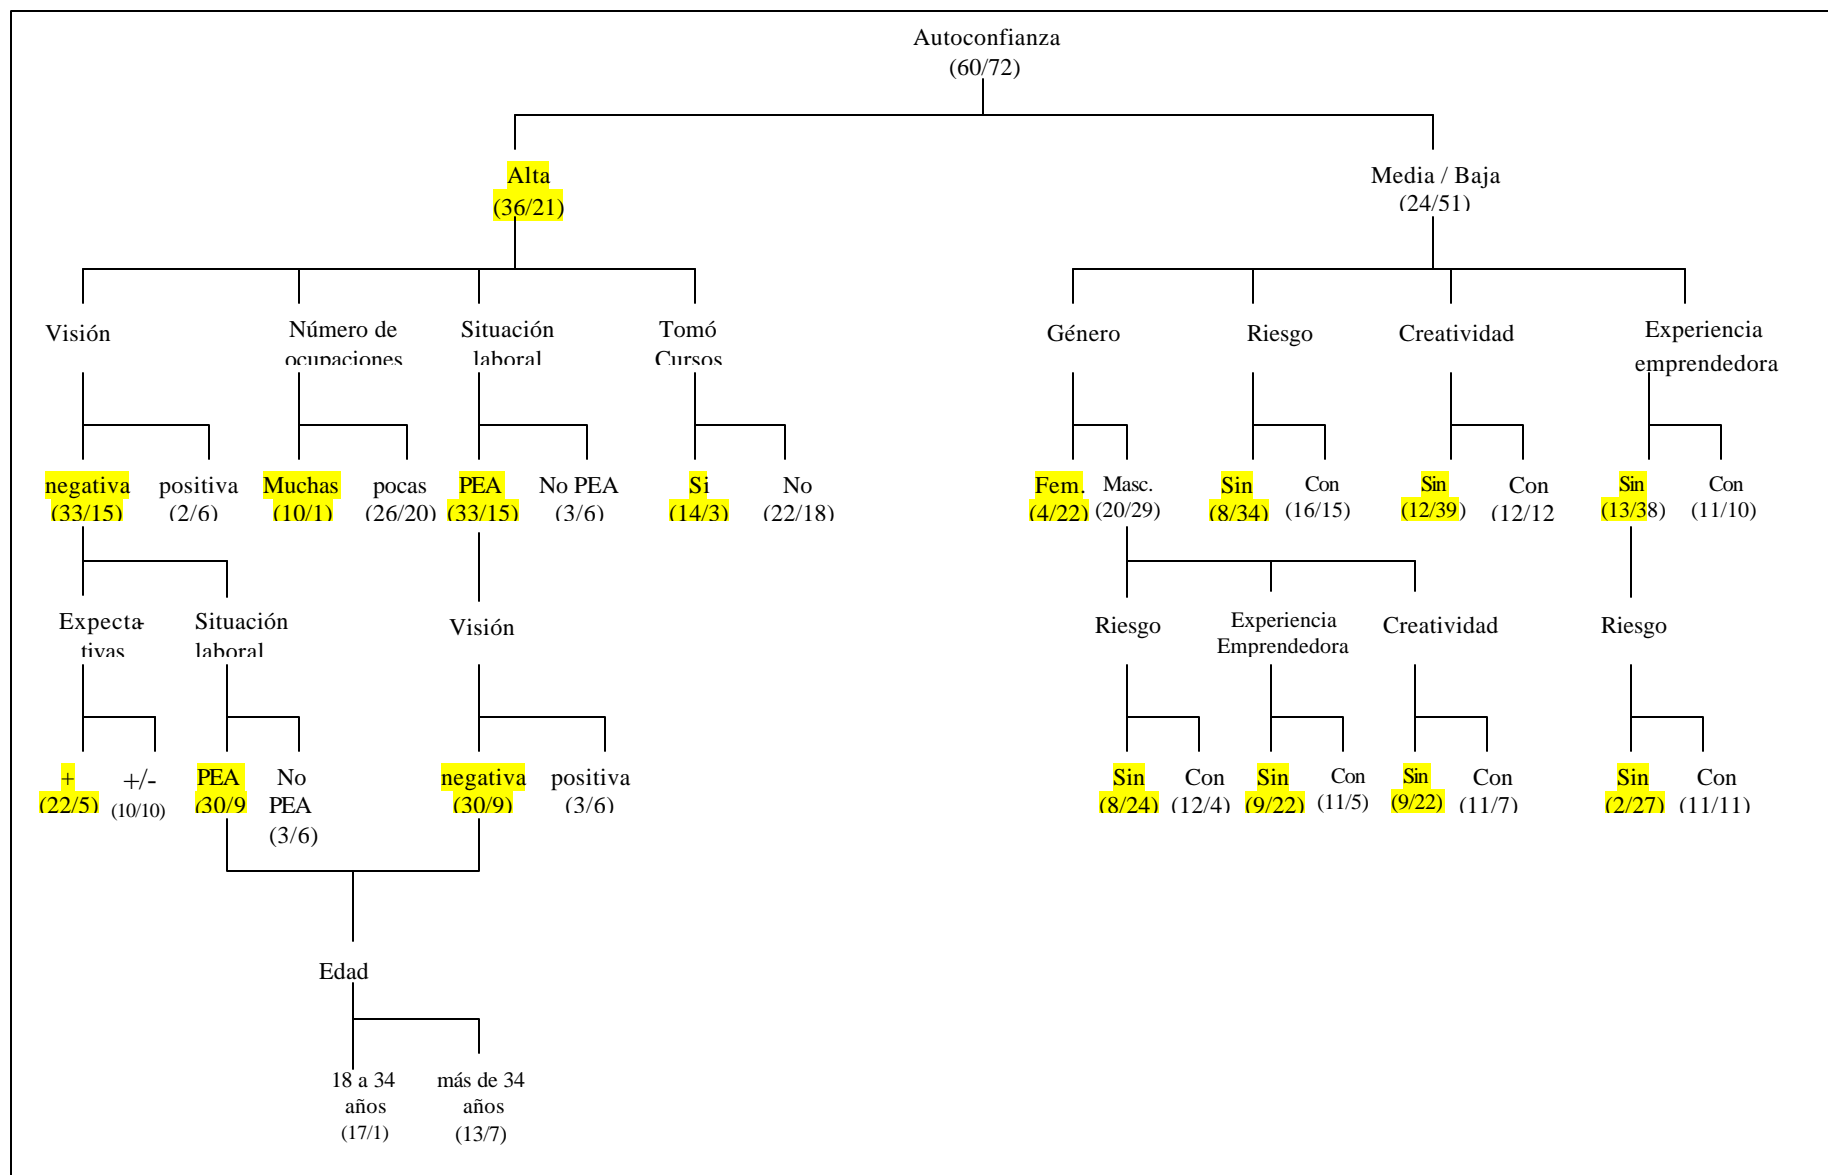 Autoconfianza
(60/72)
Alta
(36/21)
Media / Baja
(24/51)
Visión
Número de
ocupaciones
Situación
laboral
Tomó
Cursos
Género
Riesgo
Creatividad
Experiencia
emprendedora
negativa
(33/15)
positiva
(2/6)
Muchas
(10/1)
pocas
(26/20)
PEA
(33/15)
No PEA
(3/6)
Si
(14/3)
No
(22/18)
Fem.
(4/22)
Masc.
(20/29)
Sin
(8/34)
Con
(16/15)
Sin
(12/39)
Con
(12/12
Sin
(13/38)
Con
(11/10)
Expecta-
tivas
Situación
laboral
Visión
Riesgo
Experiencia
Emprendedora
Creatividad
Riesgo
+
(22/5)
+/-
(10/10)
PEA
(30/9
No
PEA
(3/6)
negativa
(30/9)
positiva
(3/6)
Sin
(8/24)
Con
(12/4)
Sin
(9/22)
Con
(11/5)
Sin
(9/22)
Con
(11/7)
Sin
(2/27)
Con
(11/11)
Edad
18 a 34
años
(17/1)
más de 34
años
(13/7)